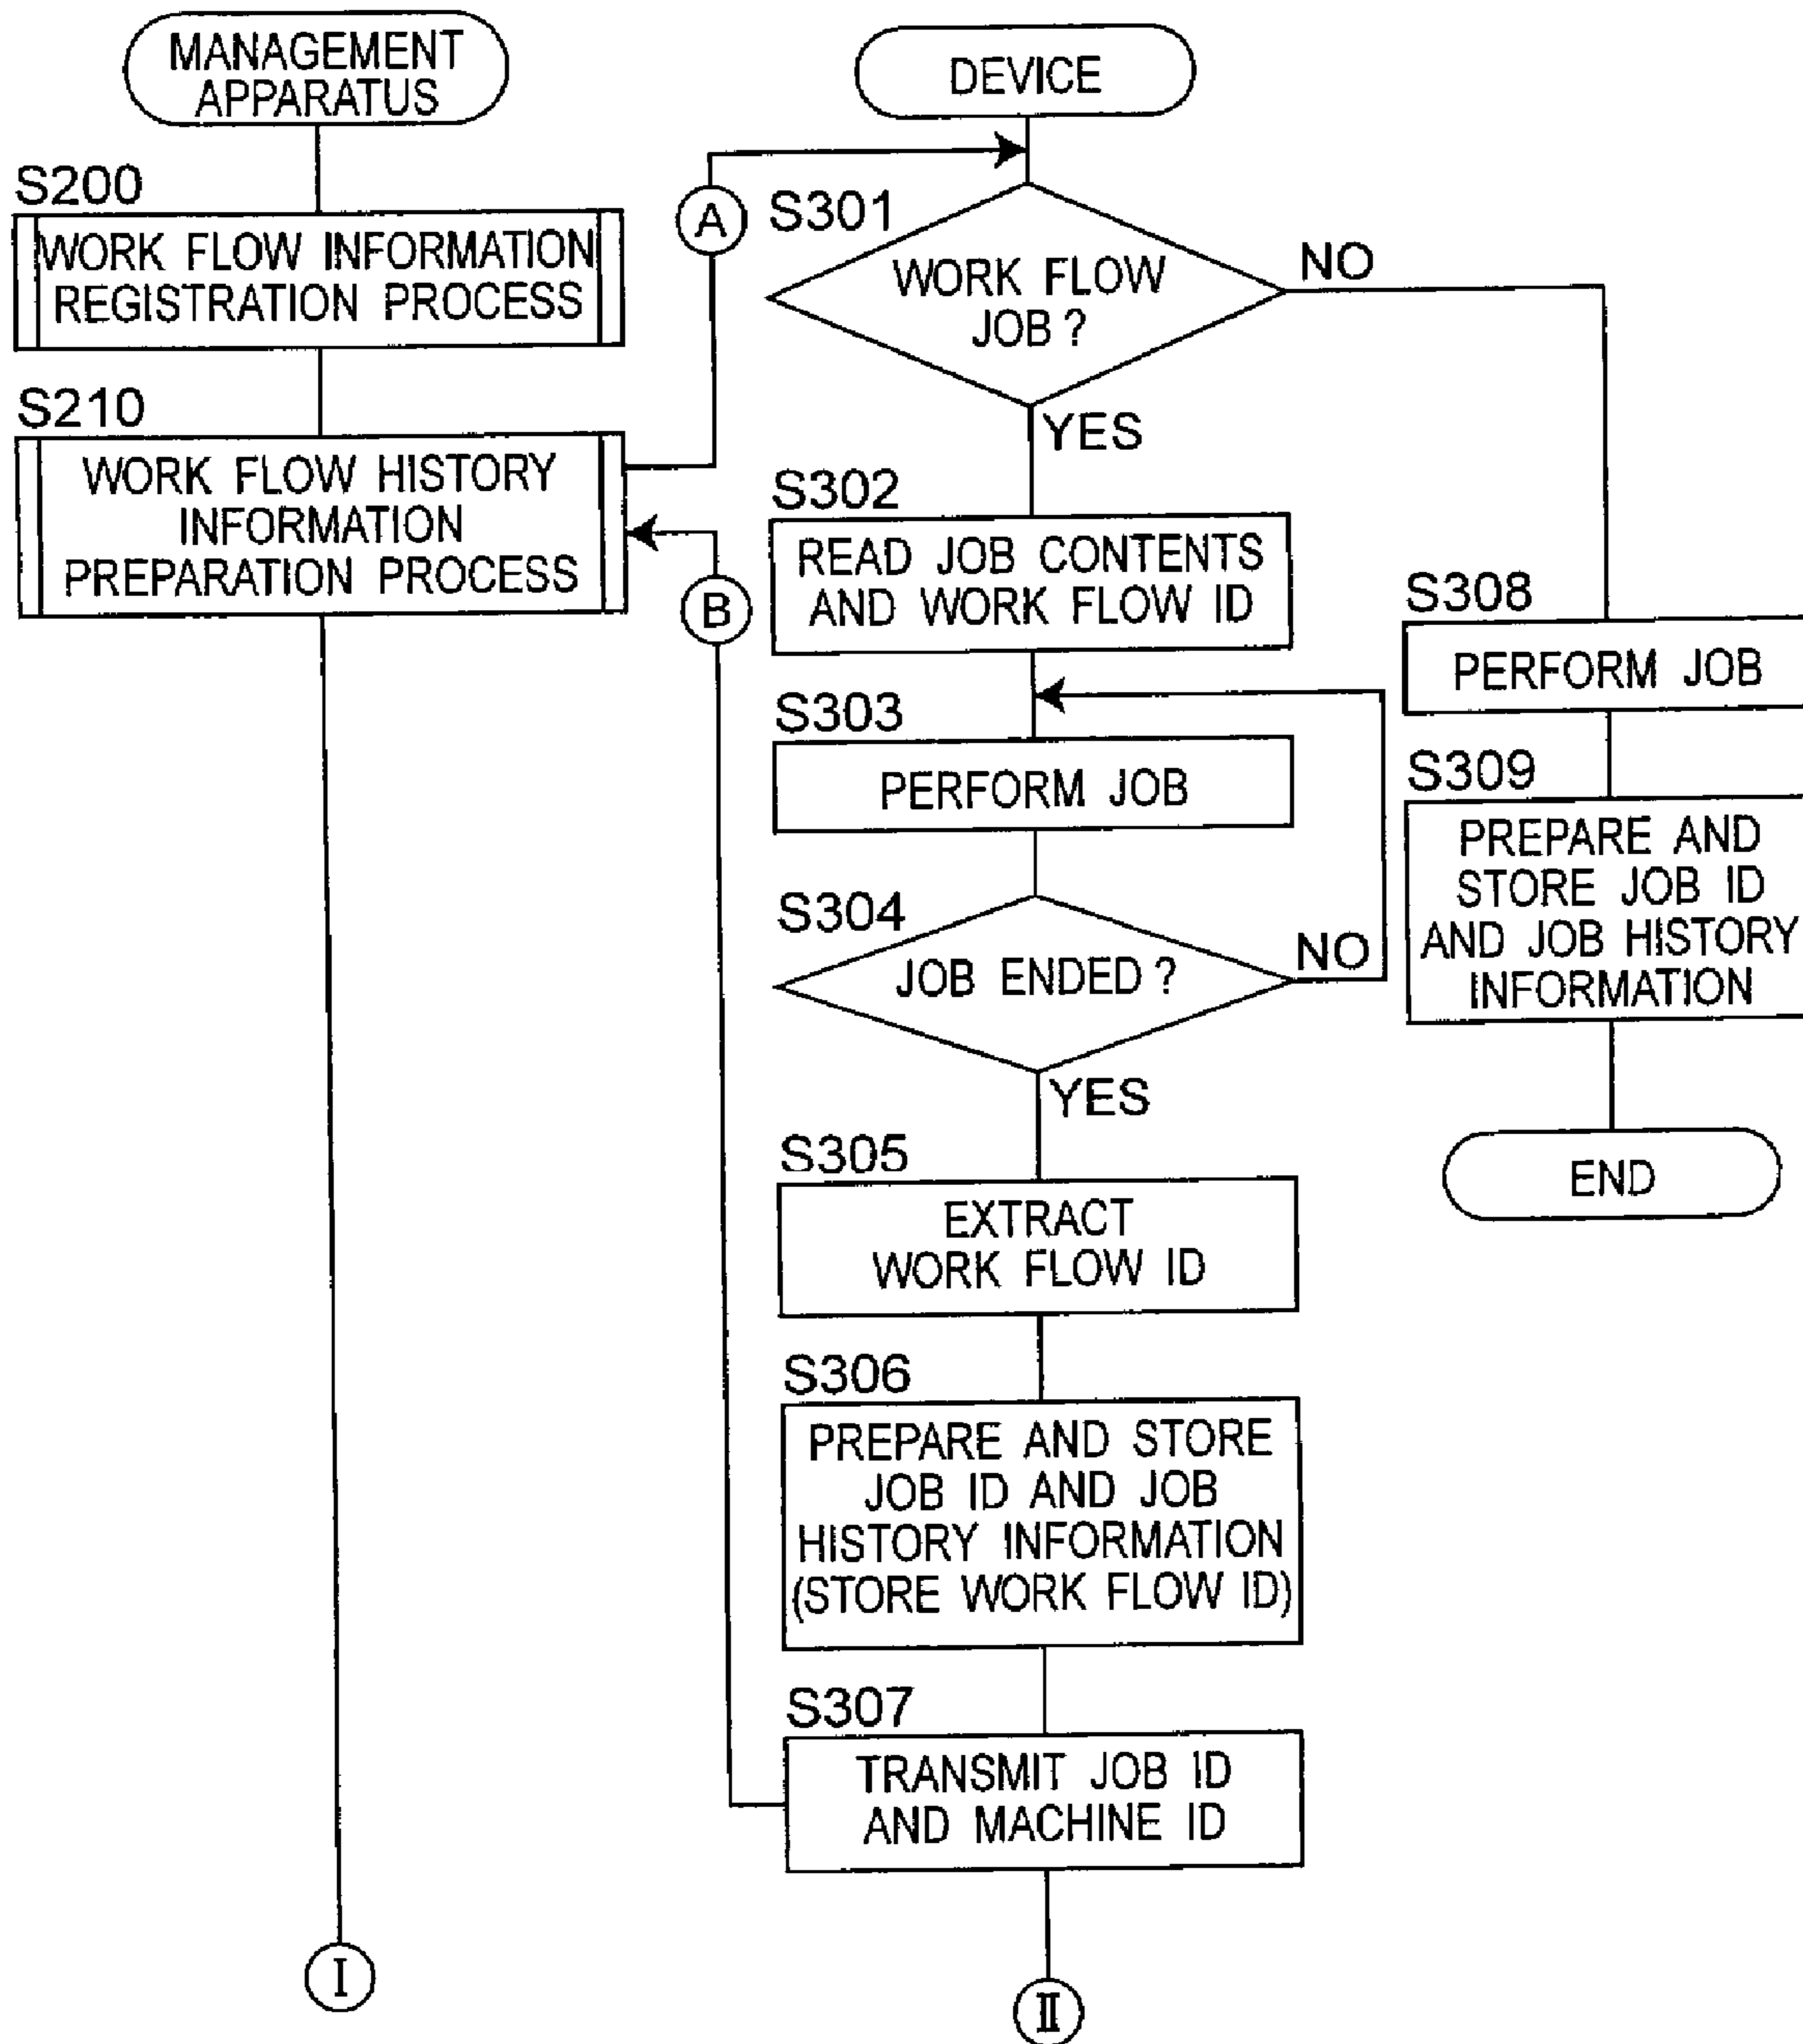 MANAGEMENT
APPARATUS
S200
WORK FLOW INFORMATION
REGISTRATION PROCESS
S210
WORK FLOW HISTORY
INFORMATION
PREPARATION PROCESS
I
A
B
DEVICE
S301
WORK FLOW
JOB?
NO
YES
S302
READ JOB CONTENTS
AND WORK FLOW ID
S303
PERFORM JOB
S304
JOB ENDED?
NO
YES
S305
EXTRACT
WORK FLOW ID
S306
PREPARE AND STORE
JOB ID AND JOB
HISTORY INFORMATION
(STORE WORK FLOW ID)
S307
TRANSMIT JOB ID
AND MACHINE ID
II
S308
PERFORM JOB
S309
PREPARE AND
STORE JOB ID
AND JOB HISTORY
INFORMATION
END